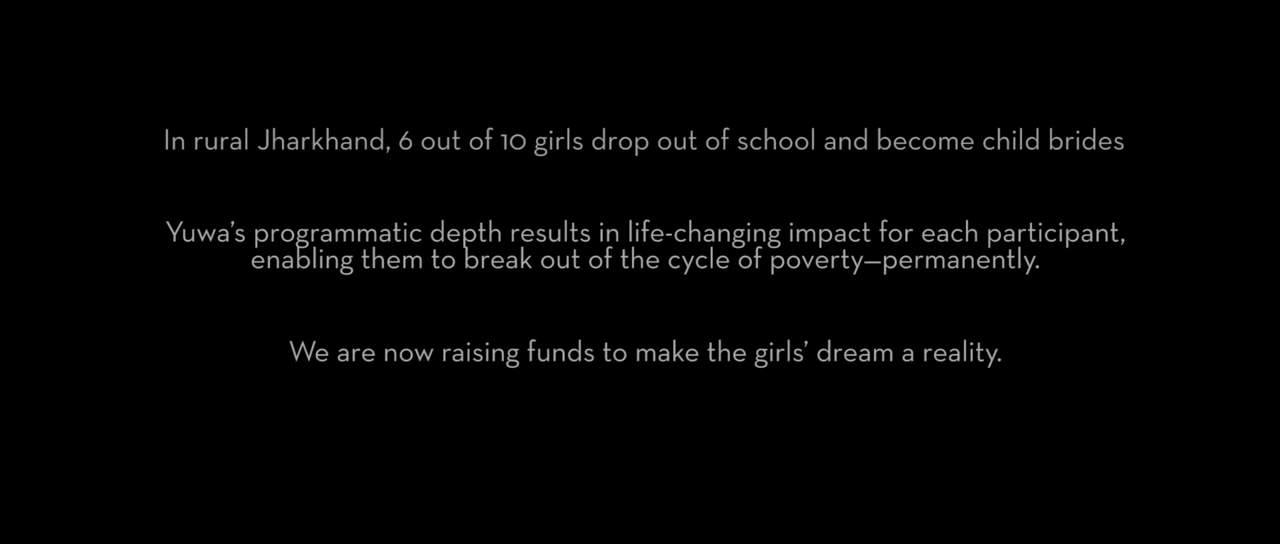 In rural Jharkhand, 6 out of 10 girls drop out of school and become child brides
Yuwa’s programmatic depth results in life-changing impact for each participant,
enabling them to break out of the cycle of poverty—permanently.
We are now raising funds to make the girls’ dream a reality.